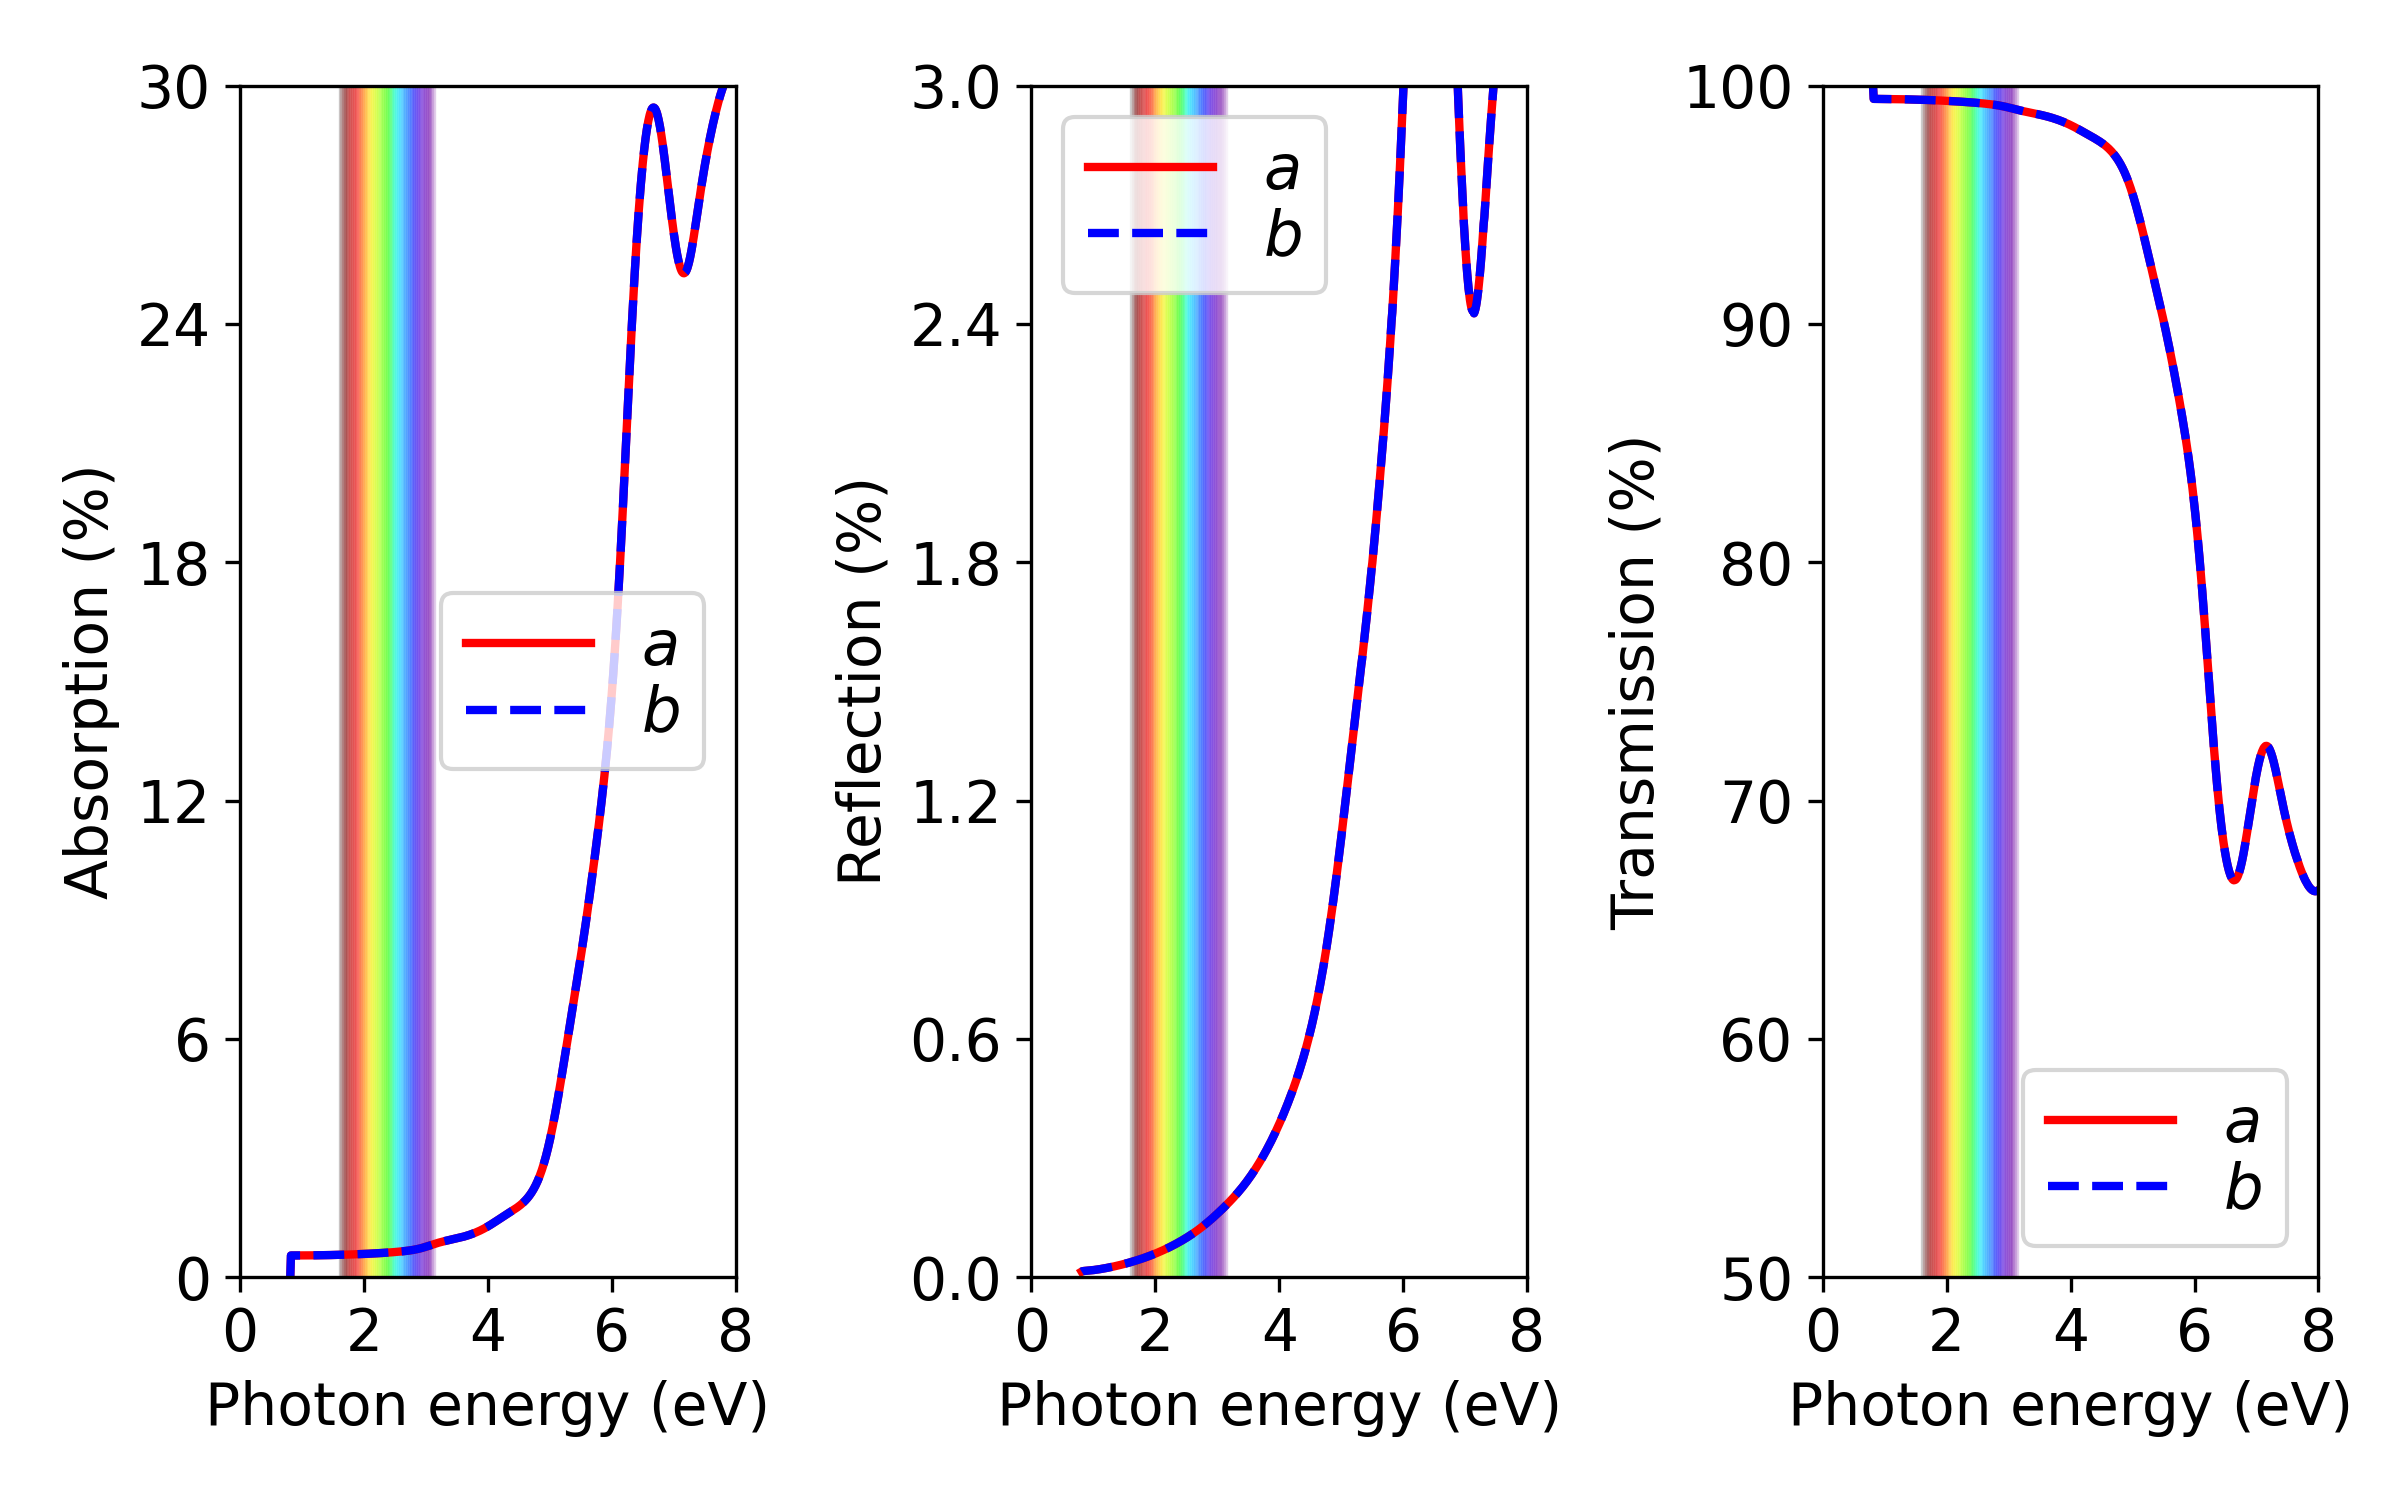 30
24
18
12
6
0
0 2 4 6 8
Absorption (%)
Photon energy (eV)
a
b
3.0
2.4
1.8
1.2
0.6
0.0
0 2 4 6 8
Reflection (%)
Photon energy (eV)
a
b
100
90
80
70
60
50
0 2 4 6 8
Transmission (%)
Photon energy (eV)
a
b